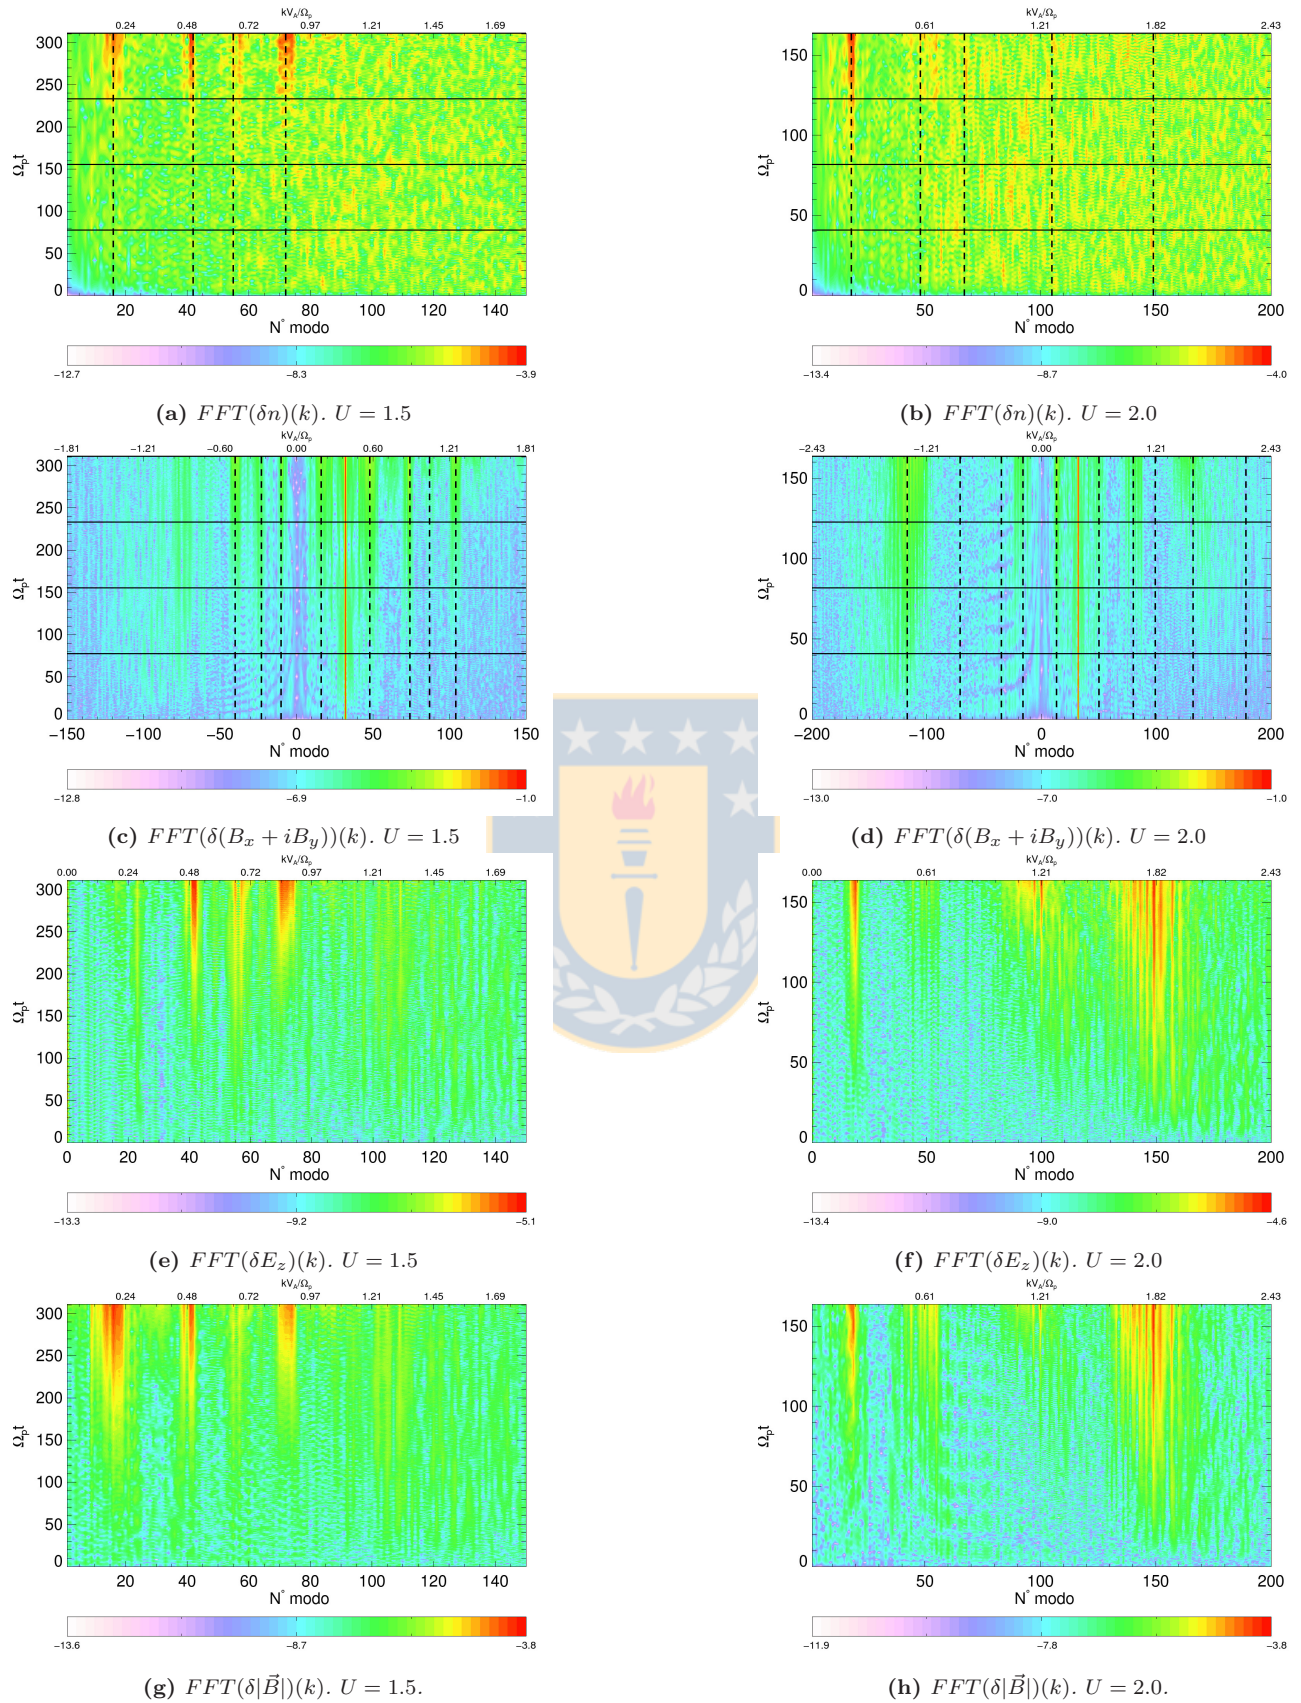 kV_A/Ω_p
0.24 0.48 0.72 0.97 1.21 1.45 1.69
300
250
200
150
100
50
0
Ω_pt
20 40 60 80 100 120 140
N° modo
−12.7 −8.3 −3.9
(a) FFT(δn)(k). U = 1.5
kV_A/Ω_p
0.61 1.21 1.82 2.43
150
100
50
0
Ω_pt
50 100 150 200
N° modo
−13.4 −8.7 −4.0
(b) FFT(δn)(k). U = 2.0
kV_A/Ω_p
−1.81 −1.21 −0.60 0.00 0.60 1.21 1.81
300
250
200
150
100
50
0
Ω_pt
−150 −100 −50 0 50 100 150
N° modo
−12.8 −6.9 −1.0
(c) FFT(δ(B_x + iB_y))(k). U = 1.5
kV_A/Ω_p
−2.43 −1.21 0.00 1.21 2.43
150
100
50
0
Ω_pt
−200 −100 0 100 200
N° modo
−13.0 −7.0 −1.0
(d) FFT(δ(B_x + iB_y))(k). U = 2.0
kV_A/Ω_p
0.00 0.24 0.48 0.72 0.97 1.21 1.45 1.69
300
250
200
150
100
50
0
Ω_pt
0 20 40 60 80 100 120 140
N° modo
−13.3 −9.2 −5.1
(e) FFT(δE_z)(k). U = 1.5
kV_A/Ω_p
0.00 0.61 1.21 1.82 2.43
150
100
50
0
Ω_pt
0 50 100 150 200
N° modo
−13.4 −9.0 −4.6
(f) FFT(δE_z)(k). U = 2.0
kV_A/Ω_p
0.24 0.48 0.72 0.97 1.21 1.45 1.69
300
250
200
150
100
50
0
Ω_pt
20 40 60 80 100 120 140
N° modo
−13.6 −8.7 −3.8
(g) FFT(δ|B⃗|)(k). U = 1.5.
kV_A/Ω_p
0.61 1.21 1.82 2.43
150
100
50
0
Ω_pt
50 100 150 200
N° modo
−11.9 −7.8 −3.8
(h) FFT(δ|B⃗|)(k). U = 2.0.